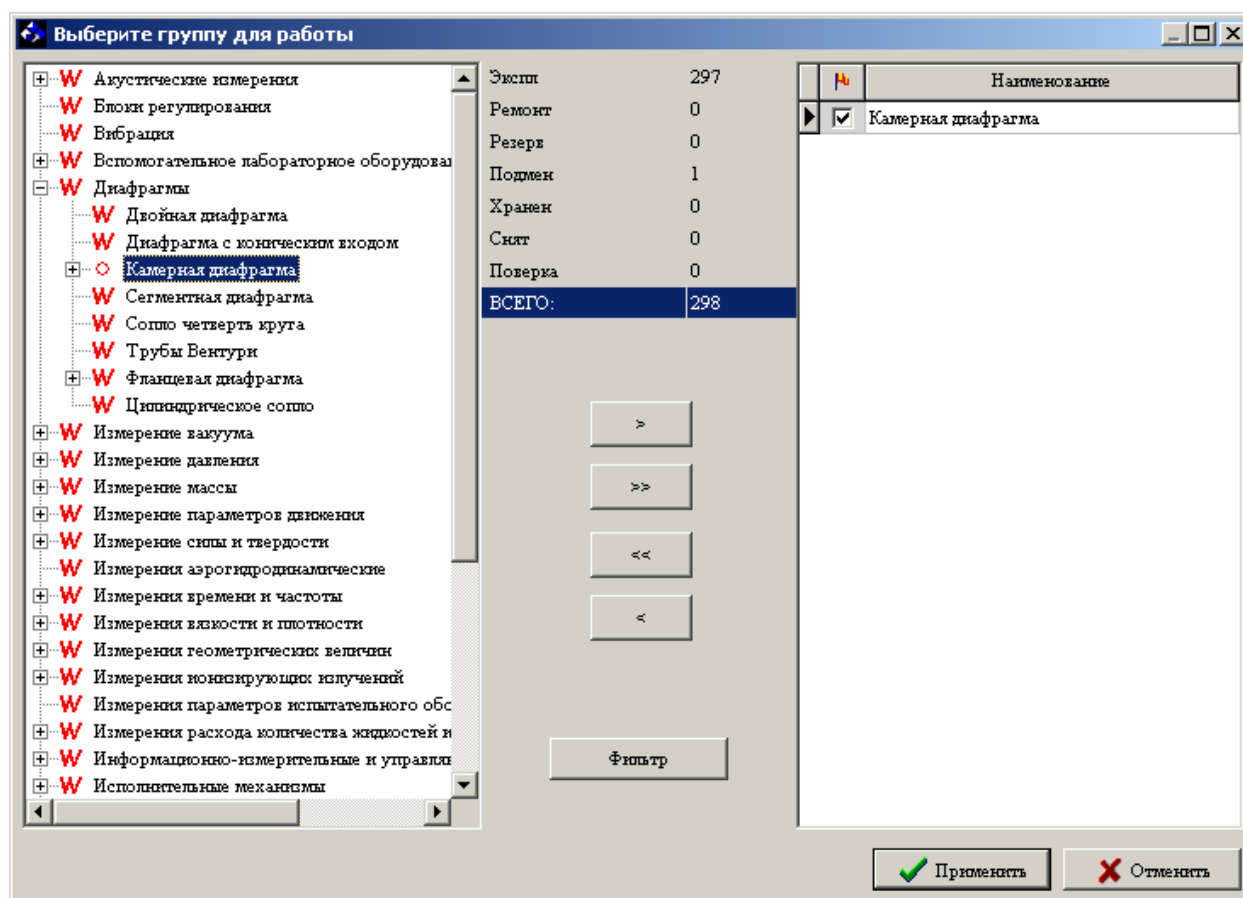 Выберите группу для работы
Акустические измерения
Блоки регулирования
Вибрация
Вспомогательное лабораторное оборудован
Диафрагмы
Двойная диафрагма
Диафрагма с коническим входом
Камерная диафрагма
Сегментная диафрагма
Сопло четверть круга
Трубы Вентури
Фланцевая диафрагма
Цилиндрическое сопло
Измерение вакуума
Измерение давления
Измерение массы
Измерение параметров движения
Измерение силы и твердости
Измерения аэрогидродинамические
Измерения времени и частоты
Измерения вязкости и плотности
Измерения геометрических величин
Измерения ионизирующих излучений
Измерения параметров испытательного обс
Измерения расхода количества жидкостей и
Информационно-измерительные и управля
Исполнительные механизмы
Экспл 297
Ремонт 0
Резерв 0
Подмен 1
Хранен 0
Снят 0
Поверка 0
ВСЕГО: 298
>
>>
<<
<
Фильтр
Наименование
Камерная диафрагма
Применить
Отменить